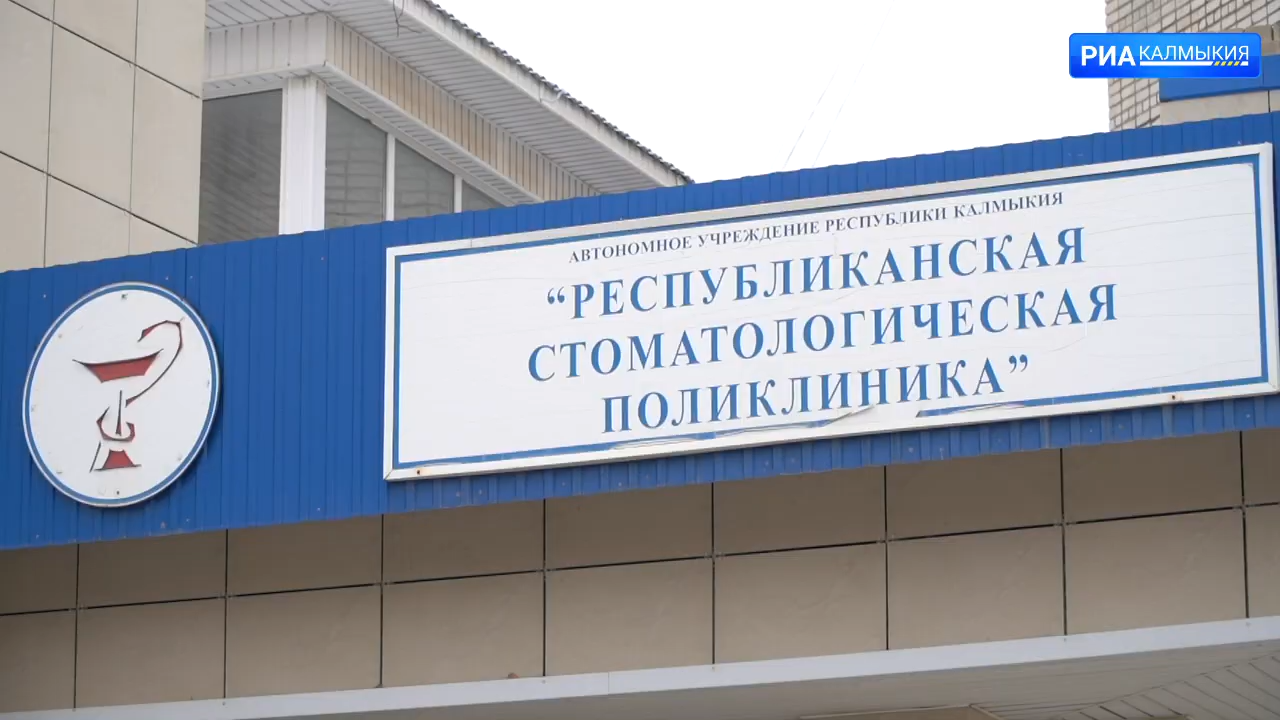 РИА КАЛМЫКИЯ
АВТОНОМНОЕ УЧРЕЖДЕНИЕ РЕСПУБЛИКИ КАЛМЫКИЯ
“РЕСПУБЛИКАНСКАЯ
СТОМАТОЛОГИЧЕСКАЯ
ПОЛИКЛИНИКА”